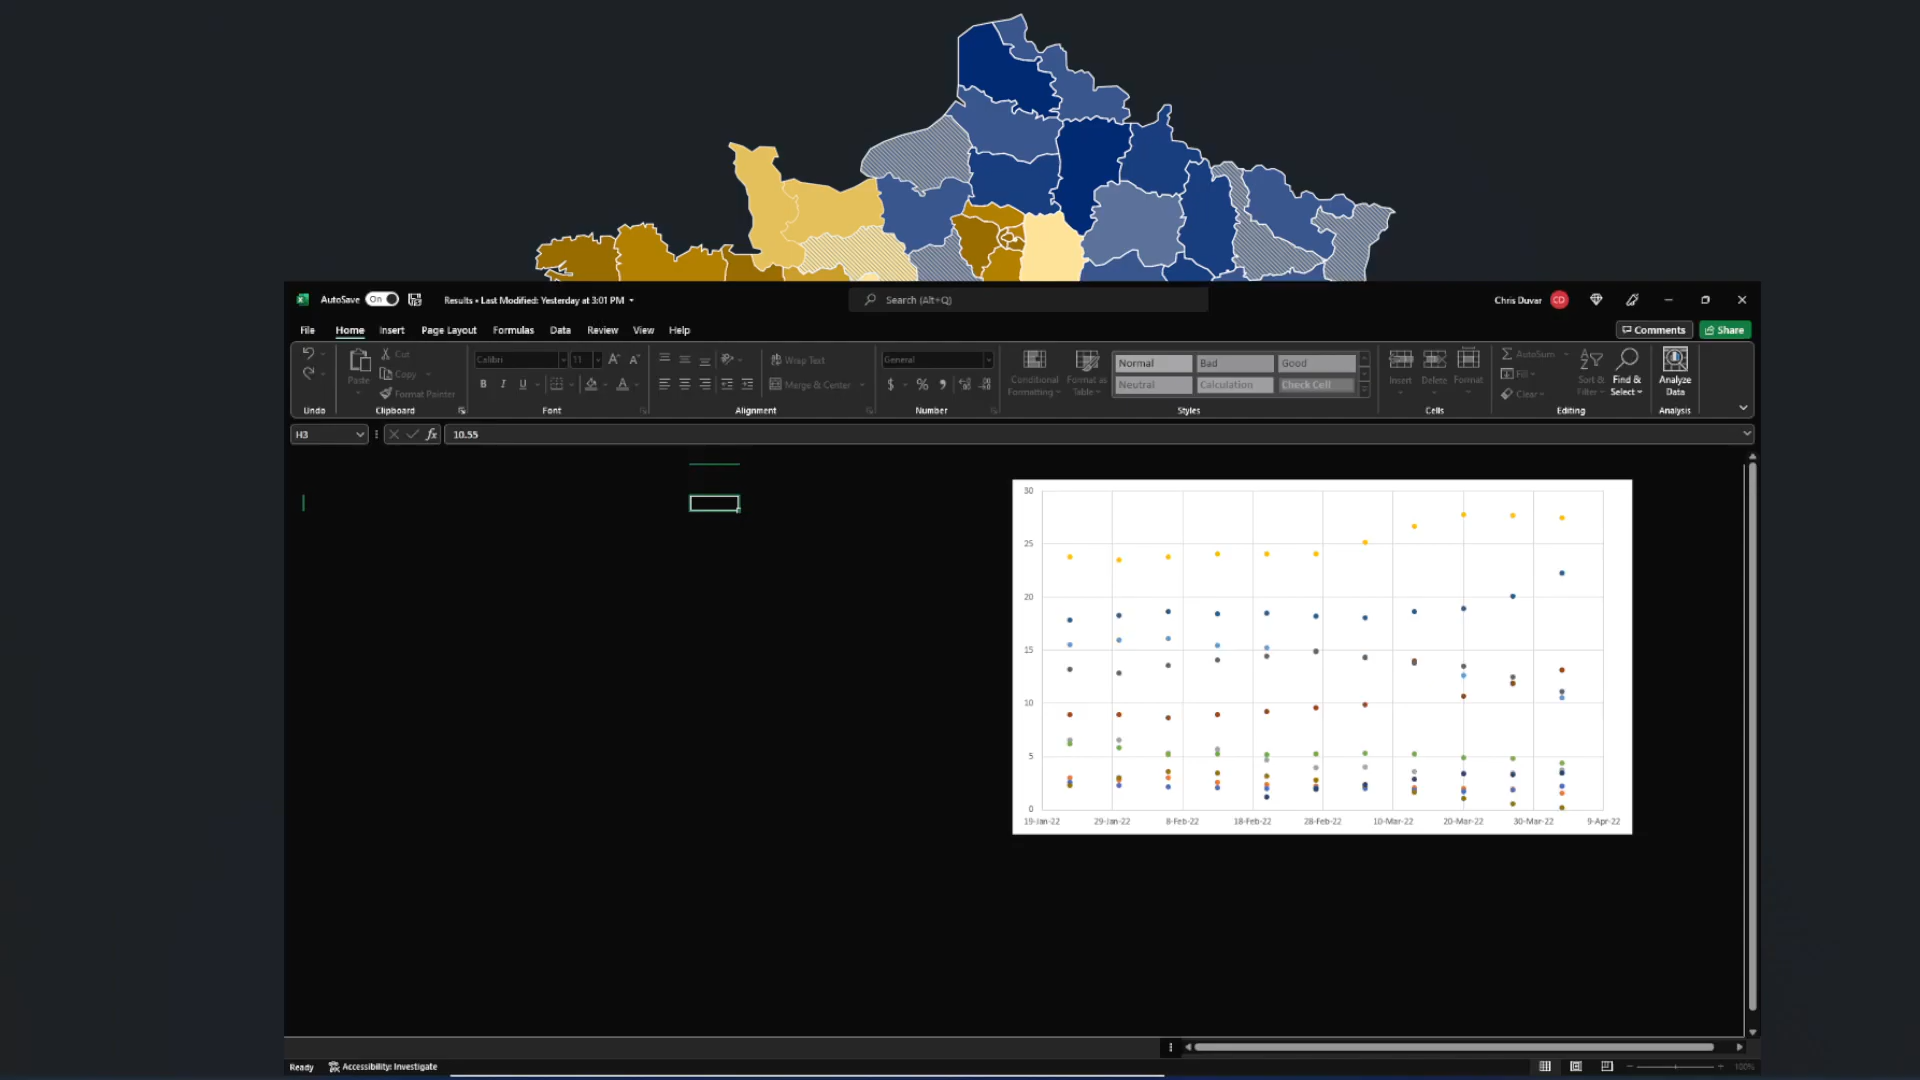 AutoSave On Results • Last Modified: Yesterday at 3:01 PM Search (Alt+Q) Chris Duvar CD
File Home Insert Page Layout Formulas Data Review View Help Comments Share
Cut
Copy
Format Painter
Paste
Calibri 11
B I U
Wrap Text
Merge & Center
General
$ % ,
Conditional Formatting
Format as Table
Normal Bad Good
Neutral Calculation Check Cell
Insert Delete Format
AutoSum
Fill
Clear
Sort & Filter
Find & Select
Analyze Data
Undo Clipboard Font Alignment Number Styles Cells Editing Analysis
H3 fx 10.55
30
25
20
15
10
5
0
19-Jan-22 29-Jan-22 8-Feb-22 18-Feb-22 28-Feb-22 10-Mar-22 20-Mar-22 30-Mar-22 9-Apr-22
Ready Accessibility: Investigate 100%